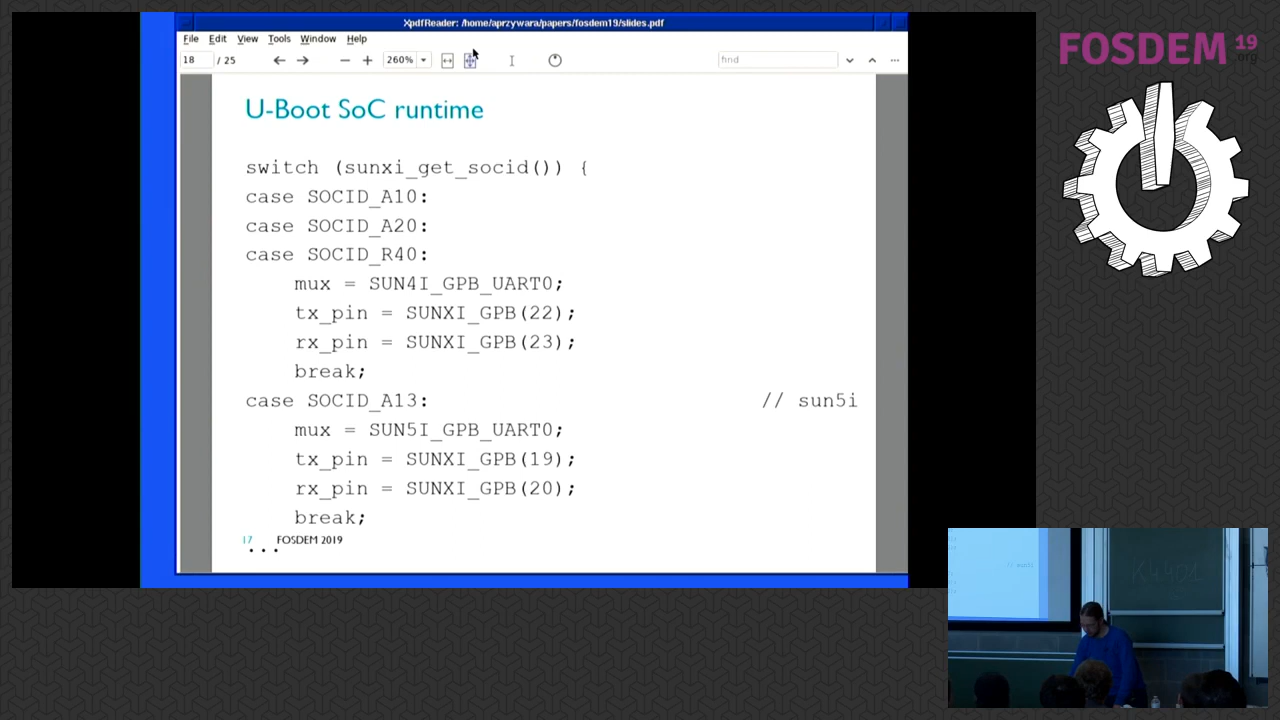 XpdfReader: /home/aprzywara/papers/fosdem19/slides.pdf
File Edit View Tools Window Help
18 / 25 260% find
U-Boot SoC runtime
switch (sunxi_get_socid()) {
case SOCID_A10:
case SOCID_A20:
case SOCID_R40:
mux = SUN4I_GPB_UART0;
tx_pin = SUNXI_GPB(22);
rx_pin = SUNXI_GPB(23);
break;
case SOCID_A13: // sun5i
mux = SUN5I_GPB_UART0;
tx_pin = SUNXI_GPB(19);
rx_pin = SUNXI_GPB(20);
break;
17 FOSDEM 2019
...
FOSDEM 19
.org
K4.401